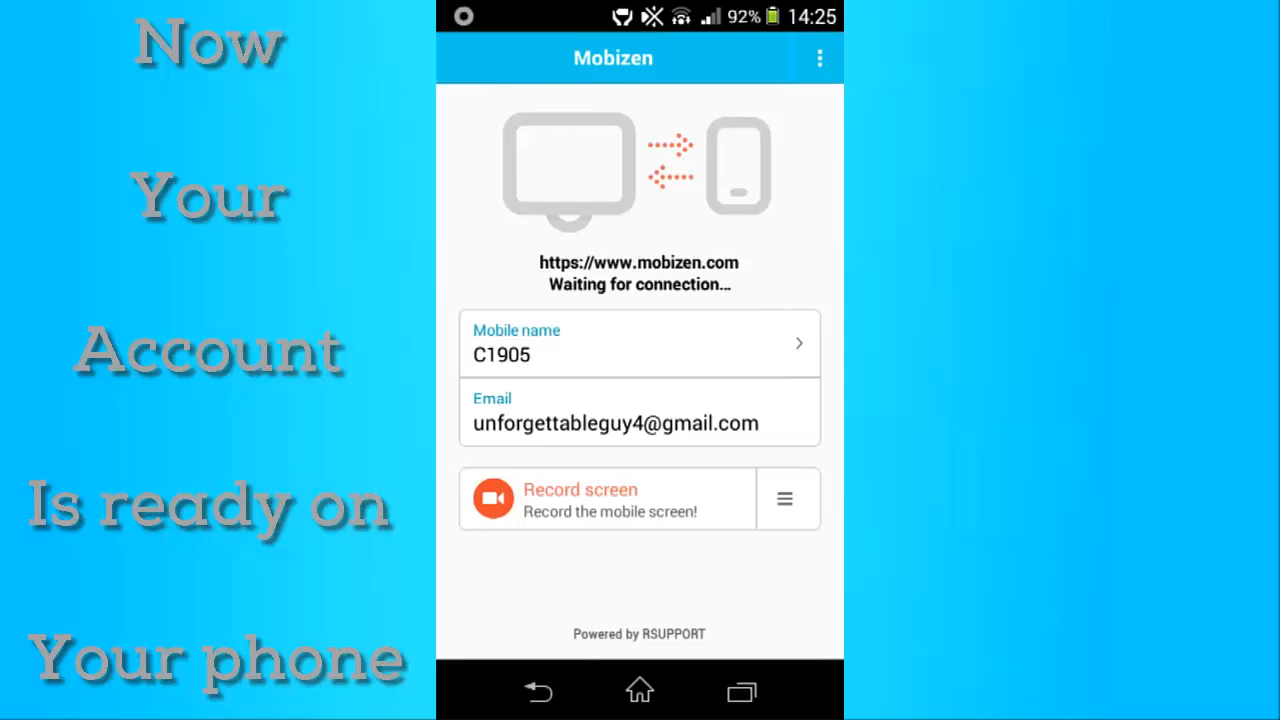 Now
Your
Account
Is ready on
Your phone
92% 14:25
Mobizen
https://www.mobizen.com
Waiting for connection...
Mobile name
C1905
Email
unforgettableguy4@gmail.com
Record screen
Record the mobile screen!
Powered by RSUPPORT